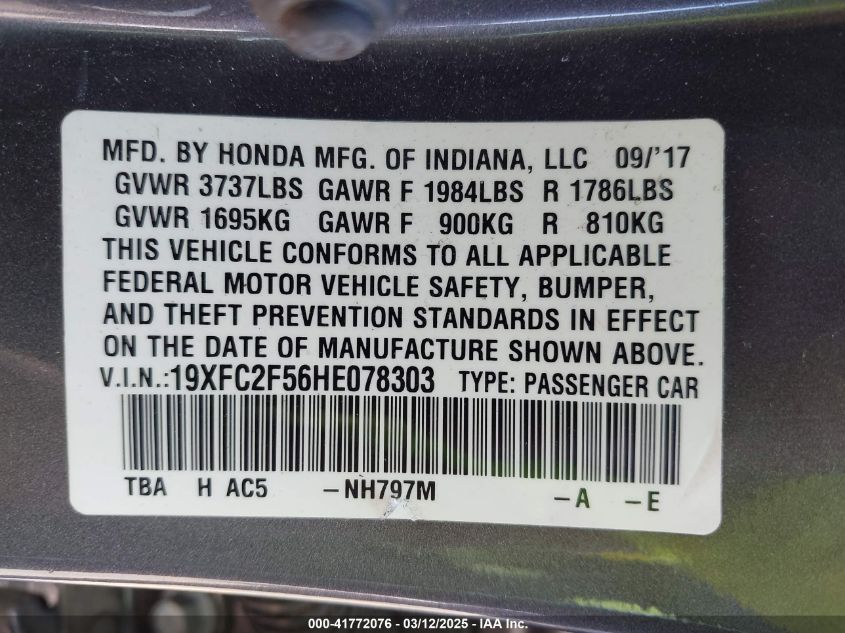 MFD. BY HONDA MFG. OF INDIANA, LLC 09/'17
GVWR 3737LBS GAWR F 1984LBS R 1786LBS
GVWR 1695KG GAWR F 900KG R 810KG
THIS VEHICLE CONFORMS TO ALL APPLICABLE
FEDERAL MOTOR VEHICLE SAFETY, BUMPER,
AND THEFT PREVENTION STANDARDS IN EFFECT
ON THE DATE OF MANUFACTURE SHOWN ABOVE.
V.I.N.:19XFC2F56HE078303 TYPE: PASSENGER CAR
TBA H AC5 -NH797M -A -E
000-41772076 - 03/12/2025 - IAA Inc.